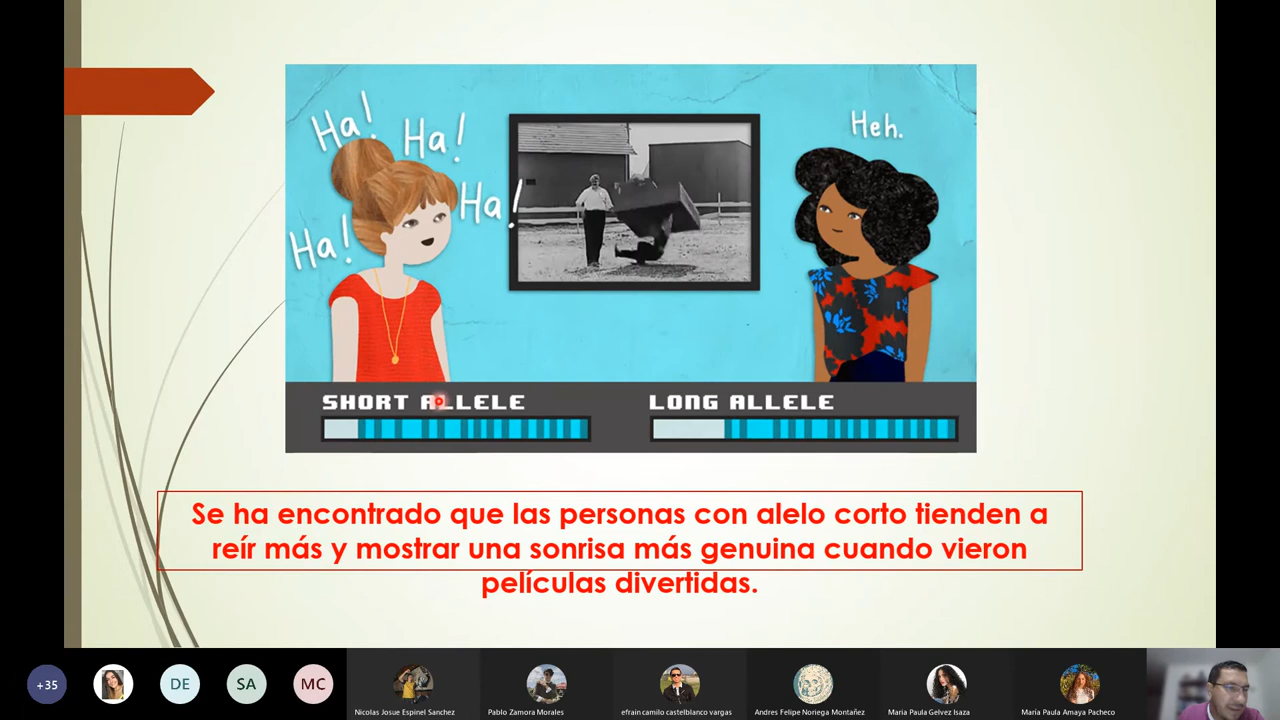 Ha!
Ha!
Ha!
Ha!
Heh.
SHORT ALLELE
LONG ALLELE
Se ha encontrado que las personas con alelo corto tienden a
reír más y mostrar una sonrisa más genuina cuando vieron
películas divertidas.
+35
DE
SA
MC
Nicolas Josue Espinel Sanchez
Pablo Zamora Morales
efrain camilo castelblanco vargas
Andres Felipe Noriega Montañez
Maria Paula Gelvez Isaza
María Paula Amaya Pacheco